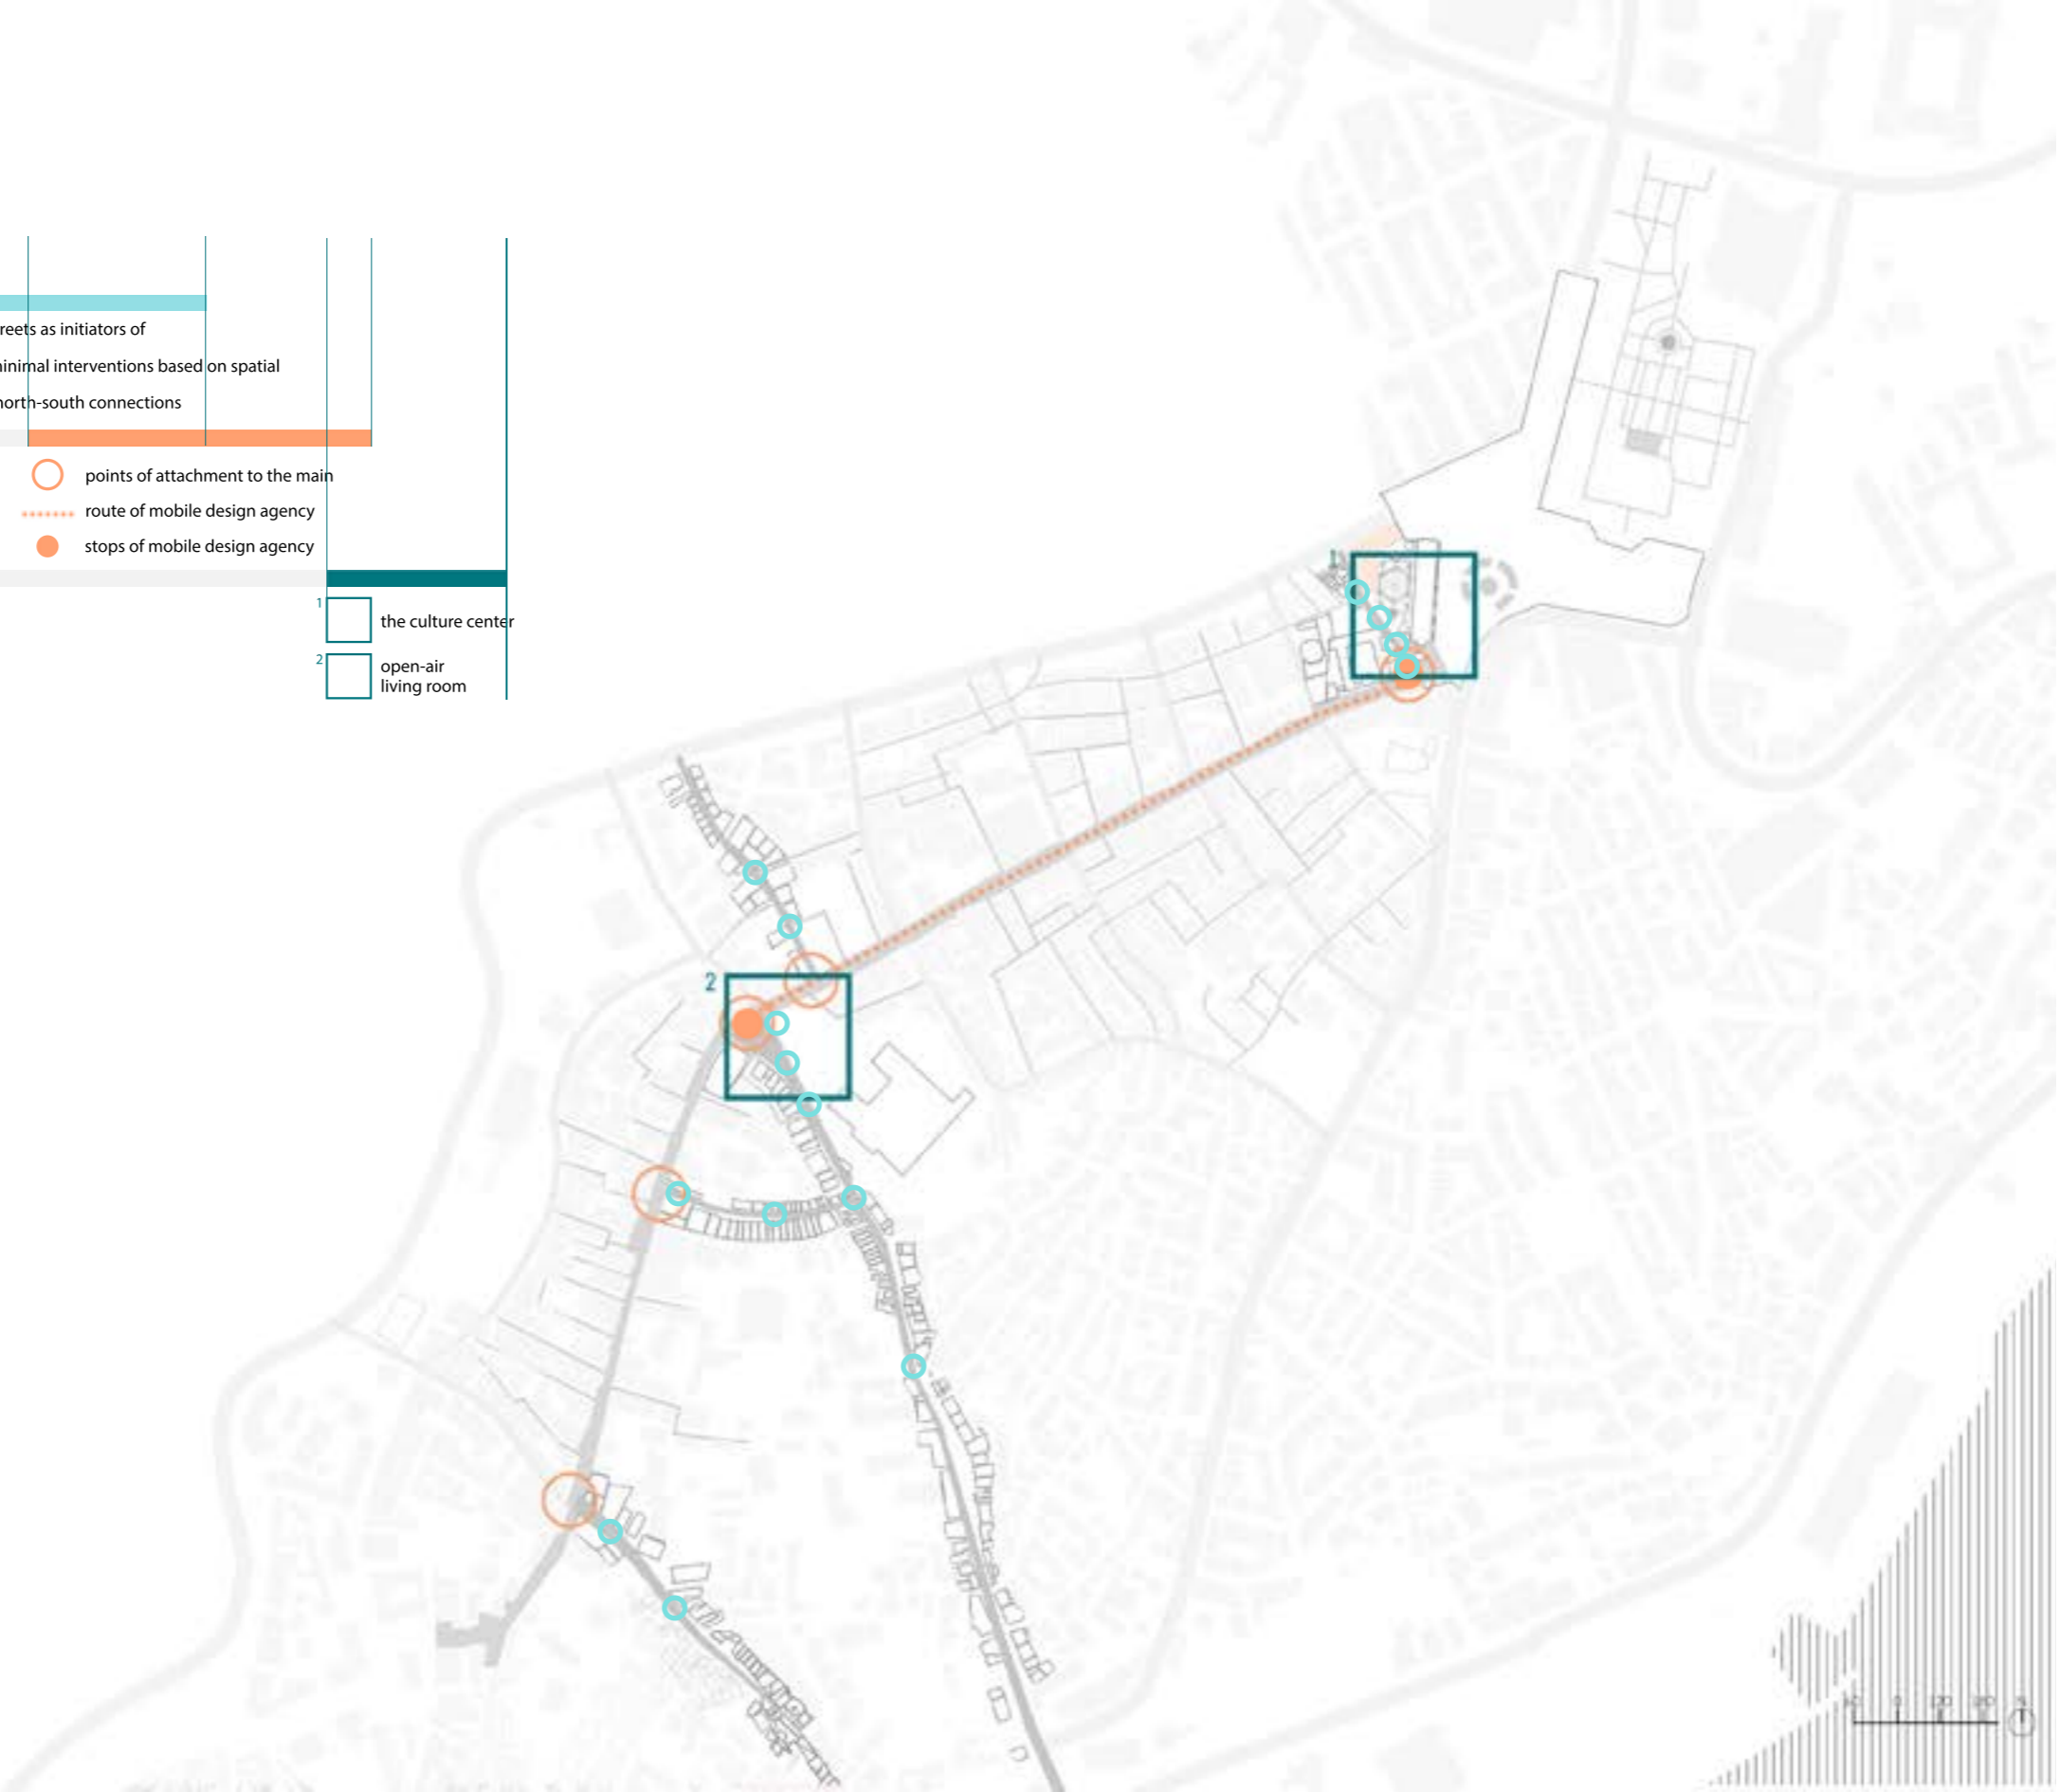 reets as initiators of
inimal interventions based on spatial
north-south connections
points of attachment to the main
route of mobile design agency
stops of mobile design agency
1
the culture center
2
open-air
living room
1
2